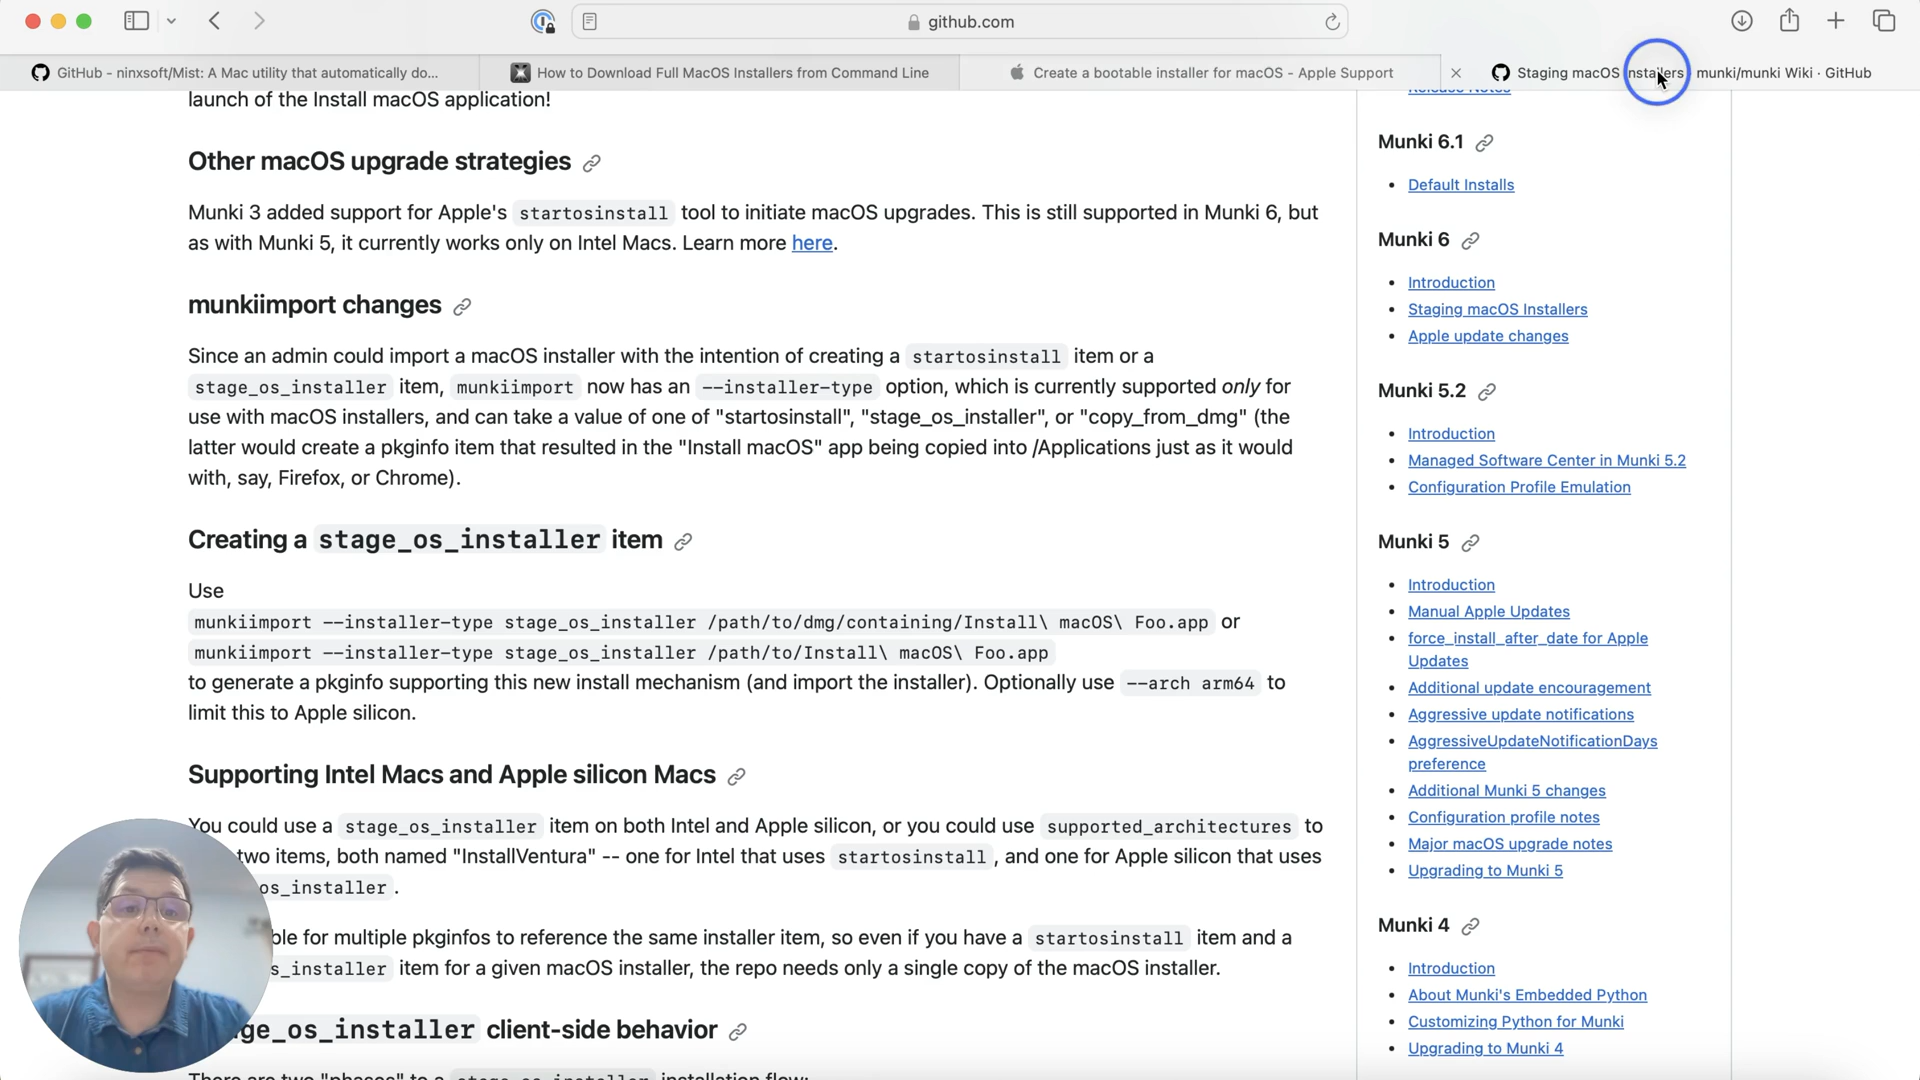 github.com
GitHub - ninxsoft/Mist: A Mac utility that automatically do...
How to Download Full MacOS Installers from Command Line
Create a bootable installer for macOS - Apple Support
Staging macOS Installers · munki/munki Wiki · GitHub
launch of the Install macOS application!
Other macOS upgrade strategies
Munki 3 added support for Apple's startosinstall tool to initiate macOS upgrades. This is still supported in Munki 6, but
as with Munki 5, it currently works only on Intel Macs. Learn more here.
munkiimport changes
Since an admin could import a macOS installer with the intention of creating a startosinstall item or a
stage_os_installer item, munkiimport now has an --installer-type option, which is currently supported only for
use with macOS installers, and can take a value of one of "startosinstall", "stage_os_installer", or "copy_from_dmg" (the
latter would create a pkginfo item that resulted in the "Install macOS" app being copied into /Applications just as it would
with, say, Firefox, or Chrome).
Creating a stage_os_installer item
Use
munkiimport --installer-type stage_os_installer /path/to/dmg/containing/Install\ macOS\ Foo.app or
munkiimport --installer-type stage_os_installer /path/to/Install\ macOS\ Foo.app
to generate a pkginfo supporting this new install mechanism (and import the installer). Optionally use --arch arm64 to
limit this to Apple silicon.
Supporting Intel Macs and Apple silicon Macs
You could use a stage_os_installer item on both Intel and Apple silicon, or you could use supported_architectures to
two items, both named "InstallVentura" -- one for Intel that uses startosinstall, and one for Apple silicon that uses
os_installer.
ble for multiple pkginfos to reference the same installer item, so even if you have a startosinstall item and a
s_installer item for a given macOS installer, the repo needs only a single copy of the macOS installer.
ge_os_installer client-side behavior
There are two "phases" to a stage_os_installer installation flow:
Release Notes
Munki 6.1
• Default Installs
Munki 6
• Introduction
• Staging macOS Installers
• Apple update changes
Munki 5.2
• Introduction
• Managed Software Center in Munki 5.2
• Configuration Profile Emulation
Munki 5
• Introduction
• Manual Apple Updates
• force_install_after_date for Apple
Updates
• Additional update encouragement
• Aggressive update notifications
• AggressiveUpdateNotificationDays
preference
• Additional Munki 5 changes
• Configuration profile notes
• Major macOS upgrade notes
• Upgrading to Munki 5
Munki 4
• Introduction
• About Munki's Embedded Python
• Customizing Python for Munki
• Upgrading to Munki 4